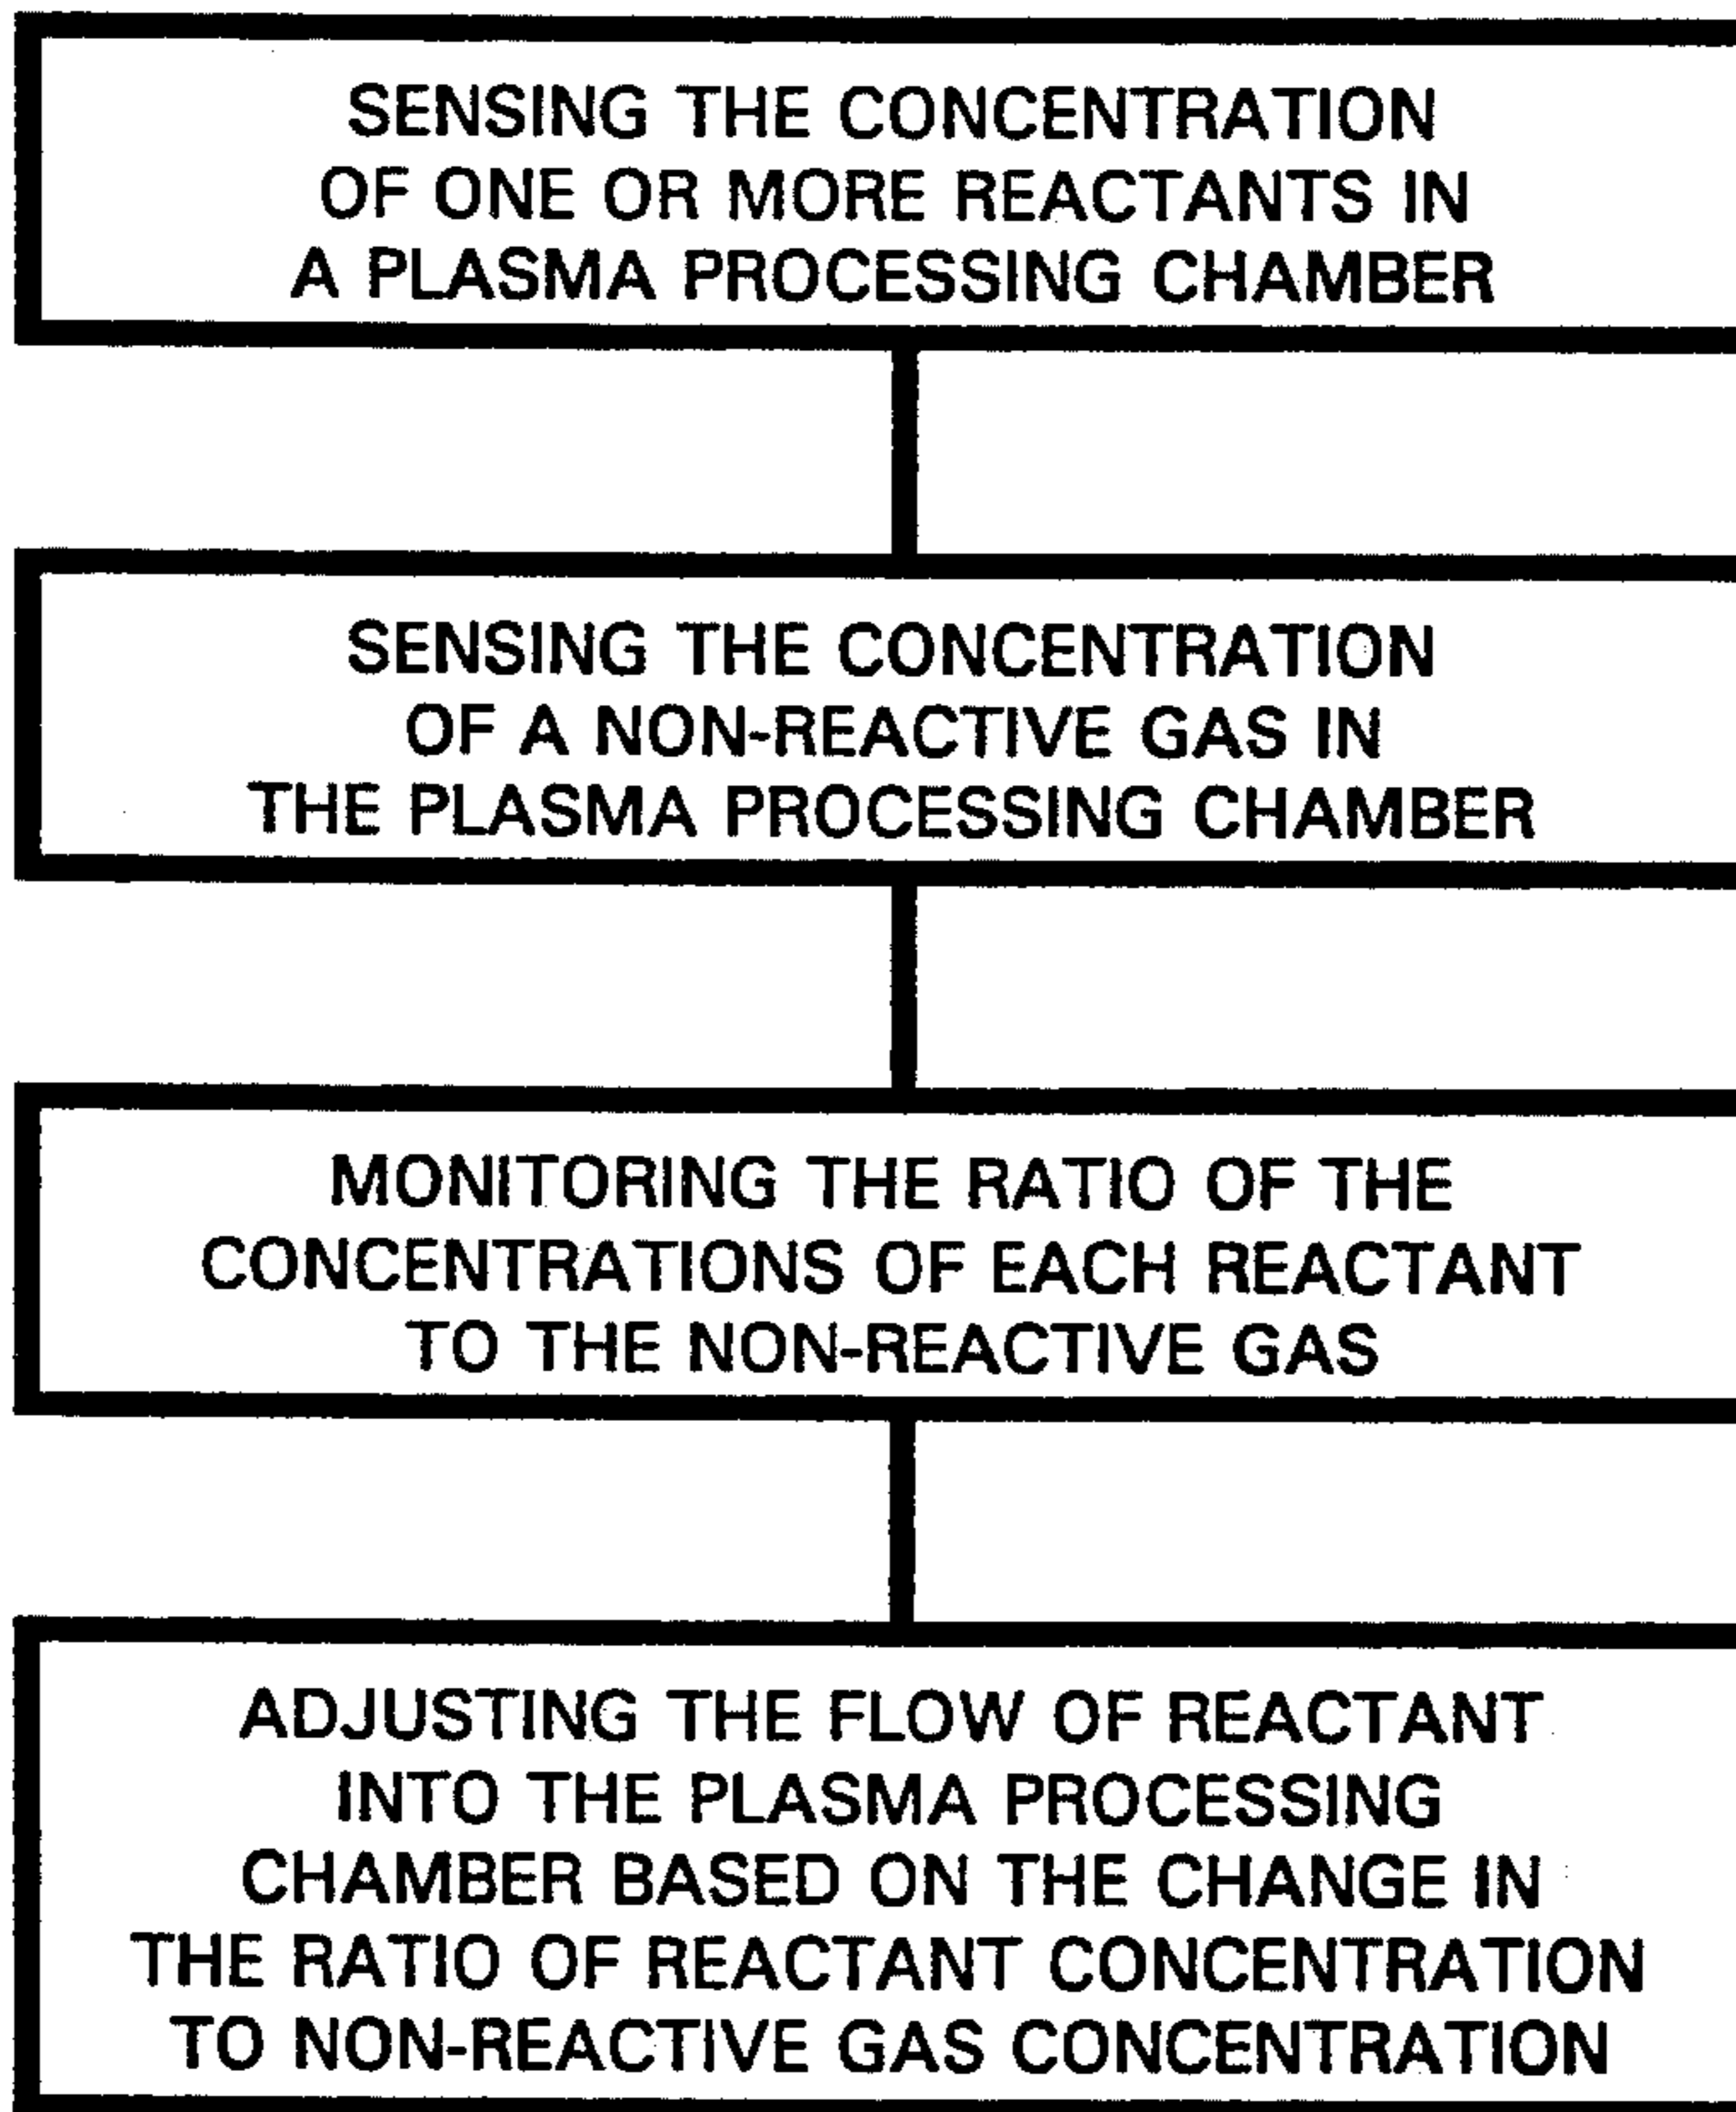 SENSING THE CONCENTRATION
OF ONE OR MORE REACTANTS IN
A PLASMA PROCESSING CHAMBER
SENSING THE CONCENTRATION
OF A NON-REACTIVE GAS IN
THE PLASMA PROCESSING CHAMBER
MONITORING THE RATIO OF THE
CONCENTRATIONS OF EACH REACTANT
TO THE NON-REACTIVE GAS
ADJUSTING THE FLOW OF REACTANT
INTO THE PLASMA PROCESSING
CHAMBER BASED ON THE CHANGE IN
THE RATIO OF REACTANT CONCENTRATION
TO NON-REACTIVE GAS CONCENTRATION